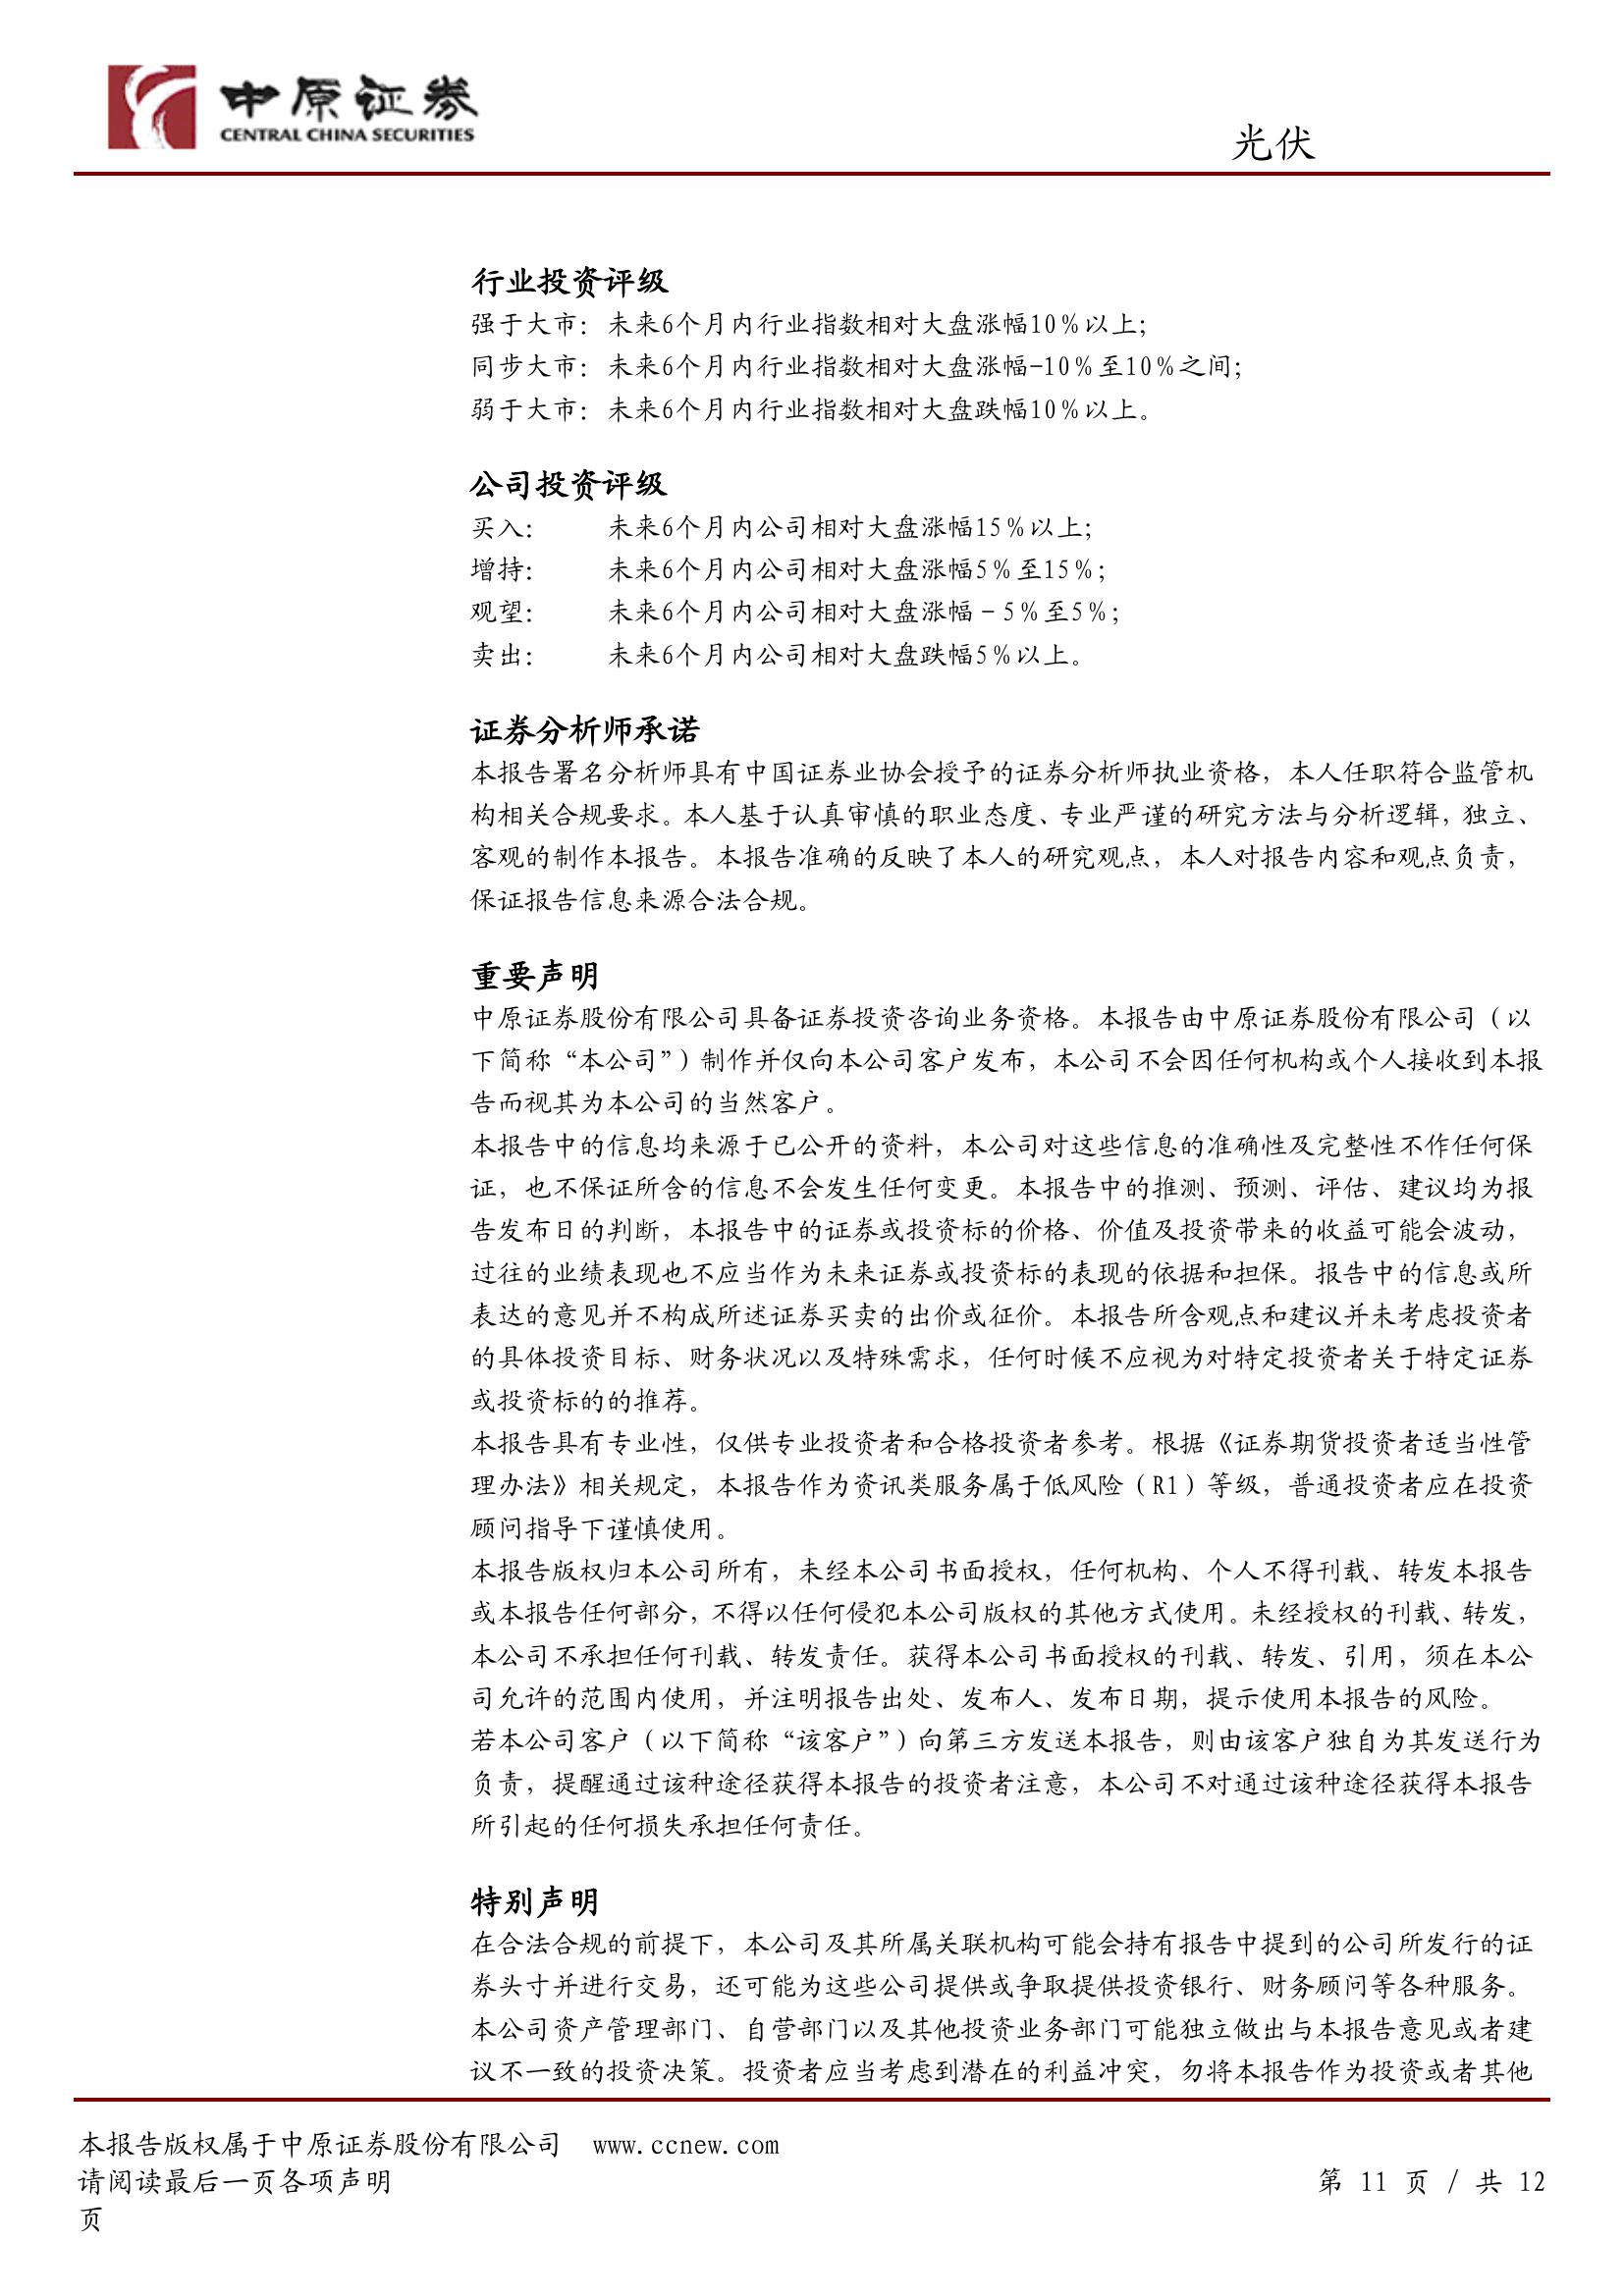 中原证券
CENTRAL CHINA SECURITIES
光伏
行业投资评级
强于大市：未来6个月内行业指数相对大盘涨幅10％以上；
同步大市：未来6个月内行业指数相对大盘涨幅-10％至10％之间；
弱于大市：未来6个月内行业指数相对大盘跌幅10％以上。
公司投资评级
买入： 未来6个月内公司相对大盘涨幅15％以上；
增持： 未来6个月内公司相对大盘涨幅5％至15％；
观望： 未来6个月内公司相对大盘涨幅－5％至5％；
卖出： 未来6个月内公司相对大盘跌幅5％以上。
证券分析师承诺
本报告署名分析师具有中国证券业协会授予的证券分析师执业资格，本人任职符合监管机
构相关合规要求。本人基于认真审慎的职业态度、专业严谨的研究方法与分析逻辑，独立、
客观的制作本报告。本报告准确的反映了本人的研究观点，本人对报告内容和观点负责，
保证报告信息来源合法合规。
重要声明
中原证券股份有限公司具备证券投资咨询业务资格。本报告由中原证券股份有限公司（以
下简称“本公司”）制作并仅向本公司客户发布，本公司不会因任何机构或个人接收到本报
告而视其为本公司的当然客户。
本报告中的信息均来源于已公开的资料，本公司对这些信息的准确性及完整性不作任何保
证，也不保证所含的信息不会发生任何变更。本报告中的推测、预测、评估、建议均为报
告发布日的判断，本报告中的证券或投资标的价格、价值及投资带来的收益可能会波动，
过往的业绩表现也不应当作为未来证券或投资标的表现的依据和担保。报告中的信息或所
表达的意见并不构成所述证券买卖的出价或征价。本报告所含观点和建议并未考虑投资者
的具体投资目标、财务状况以及特殊需求，任何时候不应视为对特定投资者关于特定证券
或投资标的的推荐。
本报告具有专业性，仅供专业投资者和合格投资者参考。根据《证券期货投资者适当性管
理办法》相关规定，本报告作为资讯类服务属于低风险（R1）等级，普通投资者应在投资
顾问指导下谨慎使用。
本报告版权归本公司所有，未经本公司书面授权，任何机构、个人不得刊载、转发本报告
或本报告任何部分，不得以任何侵犯本公司版权的其他方式使用。未经授权的刊载、转发，
本公司不承担任何刊载、转发责任。获得本公司书面授权的刊载、转发、引用，须在本公
司允许的范围内使用，并注明报告出处、发布人、发布日期，提示使用本报告的风险。
若本公司客户（以下简称“该客户”）向第三方发送本报告，则由该客户独自为其发送行为
负责，提醒通过该种途径获得本报告的投资者注意，本公司不对通过该种途径获得本报告
所引起的任何损失承担任何责任。
特别声明
在合法合规的前提下，本公司及其所属关联机构可能会持有报告中提到的公司所发行的证
券头寸并进行交易，还可能为这些公司提供或争取提供投资银行、财务顾问等各种服务。
本公司资产管理部门、自营部门以及其他投资业务部门可能独立做出与本报告意见或者建
议不一致的投资决策。投资者应当考虑到潜在的利益冲突，勿将本报告作为投资或者其他
本报告版权属于中原证券股份有限公司 www.ccnew.com
请阅读最后一页各项声明 第 11 页 / 共 12
页